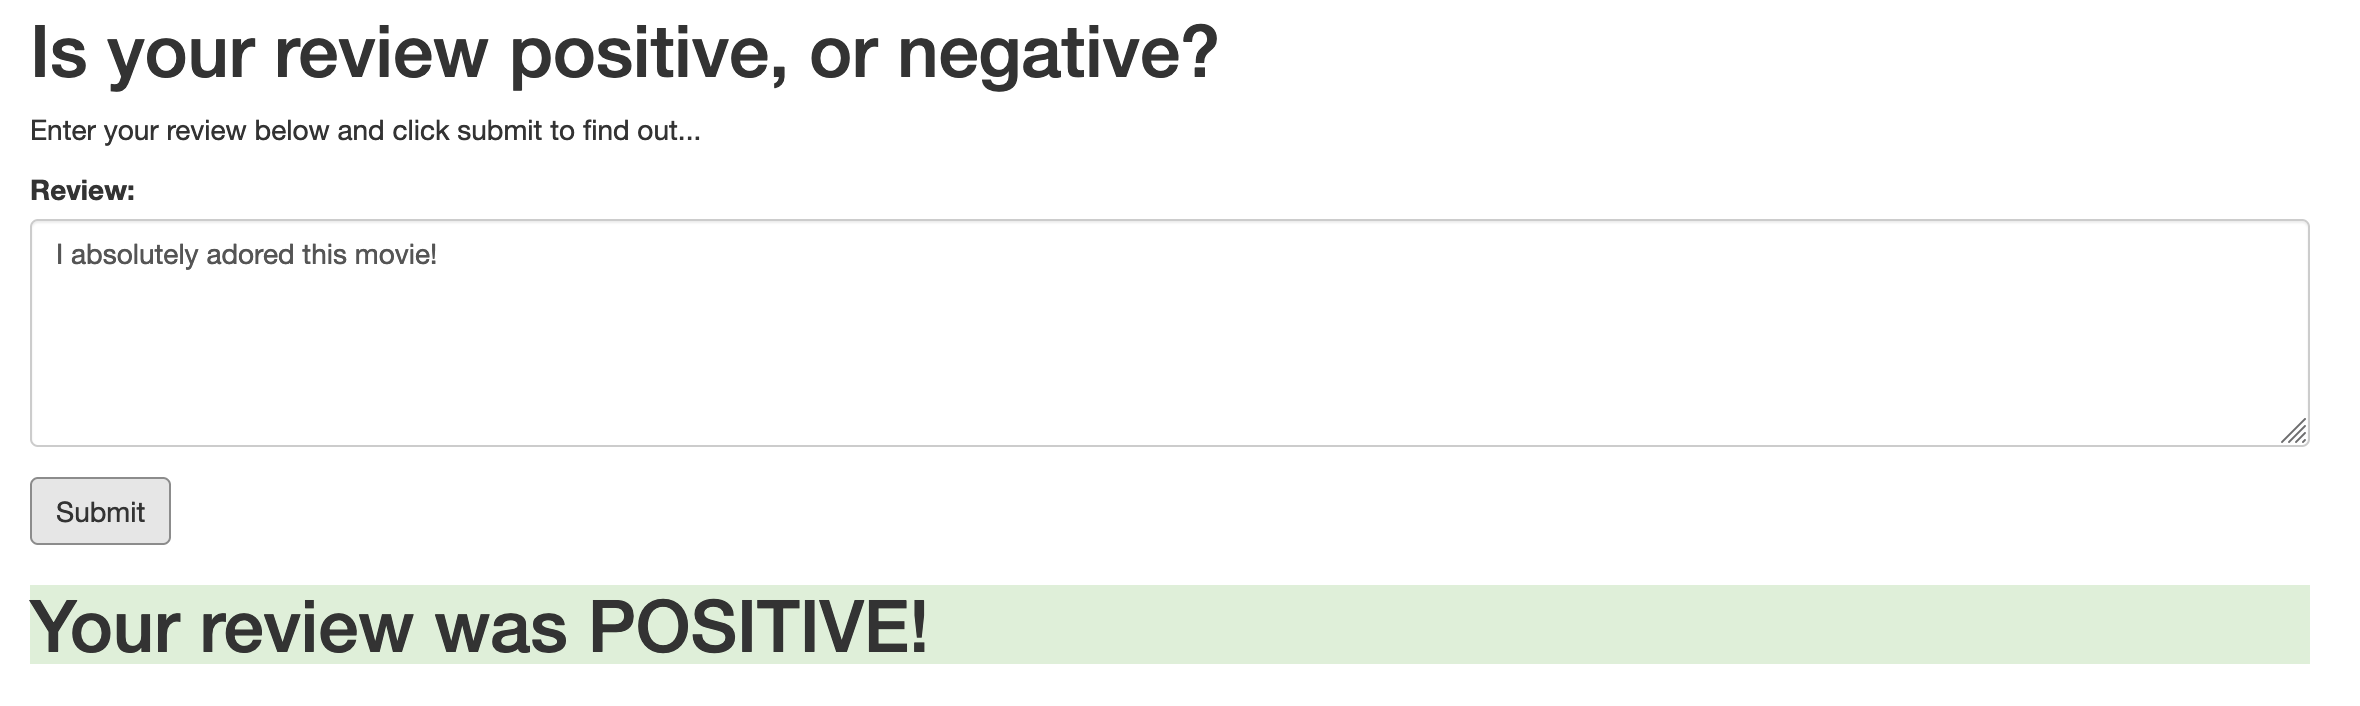 Is your review positive, or negative?
Enter your review below and click submit to find out...
Review:
I absolutely adored this movie!
Submit
Your review was POSITIVE!